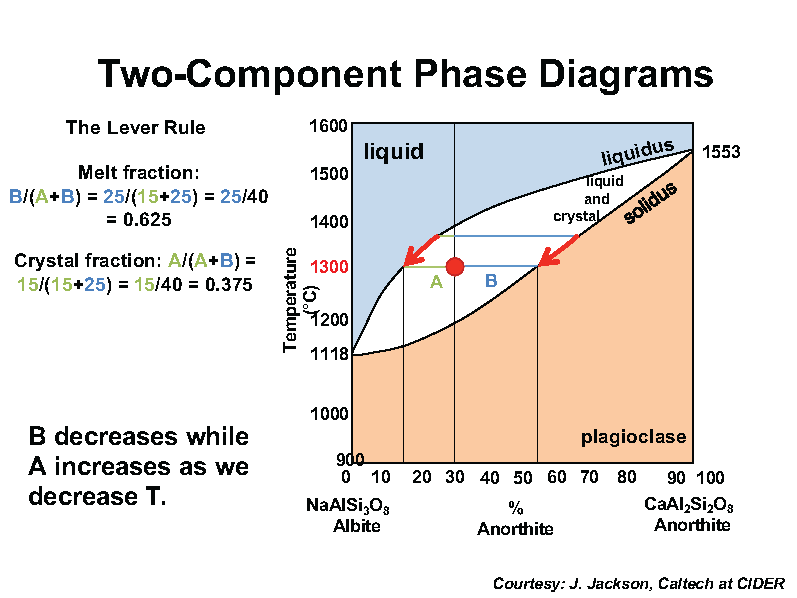 Two-Component Phase Diagrams
The Lever Rule
Melt fraction:
B/(A+B) = 25/(15+25) = 25/40
= 0.625
Crystal fraction: A/(A+B) =
15/(15+25) = 15/40 = 0.375
B decreases while
A increases as we
decrease T.
Temperature
(°C)
1600
1500
1400
1300
1200
1118
1000
900
liquid
liquidus
1553
liquid
and
crystal
solidus
A
B
plagioclase
0 10 20 30 40 50 60 70 80 90 100
NaAlSi3O8
Albite
%
Anorthite
CaAl2Si2O8
Anorthite
Courtesy: J. Jackson, Caltech at CIDER